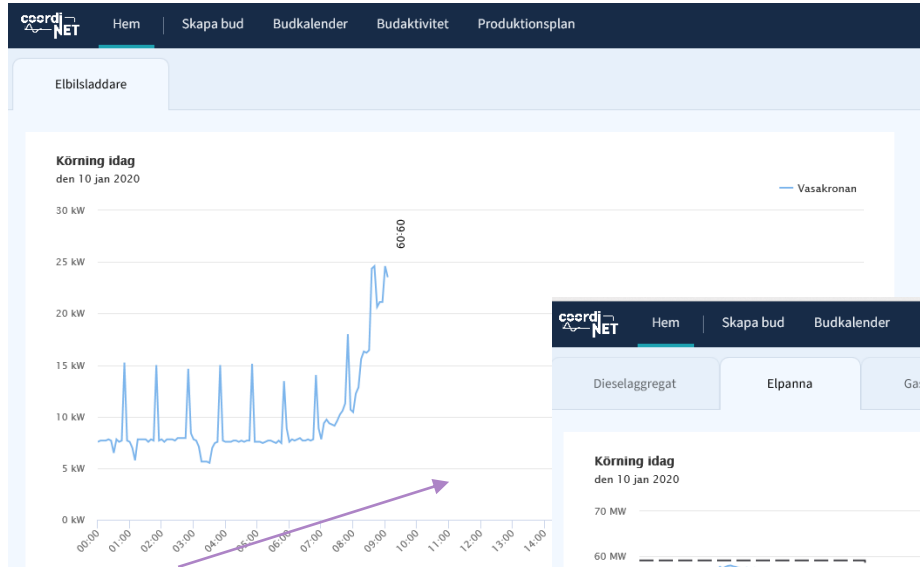 coordi
NET
Hem | Skapa bud Budkalender Budaktivitet Produktionsplan
Elbilsladdare
Körning idag
den 10 jan 2020
Vasakronan
30 kW
25 kW
20 kW
15 kW
10 kW
5 kW
0 kW
09:09
00:00 01:00 02:00 03:00 04:00 05:00 06:00 07:00 08:00 09:00 10:00 11:00 12:00 13:00 14:00
coordi
NET
Hem | Skapa bud Budkalender
Dieselaggregat Elpanna
Körning idag
den 10 jan 2020
70 MW
60 MW